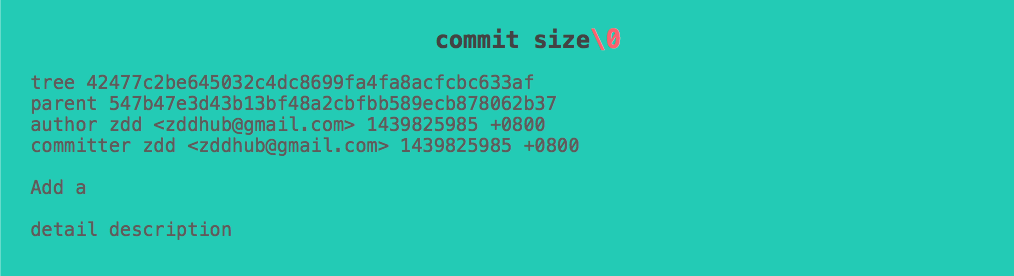 commit size\0
tree 42477c2be645032c4dc8699fa4fa8acfcbc633af
parent 547b47e3d43b13bf48a2cbfbb589ecb878062b37
author zdd <zddhub@gmail.com> 1439825985 +0800
committer zdd <zddhub@gmail.com> 1439825985 +0800
Add a
detail description